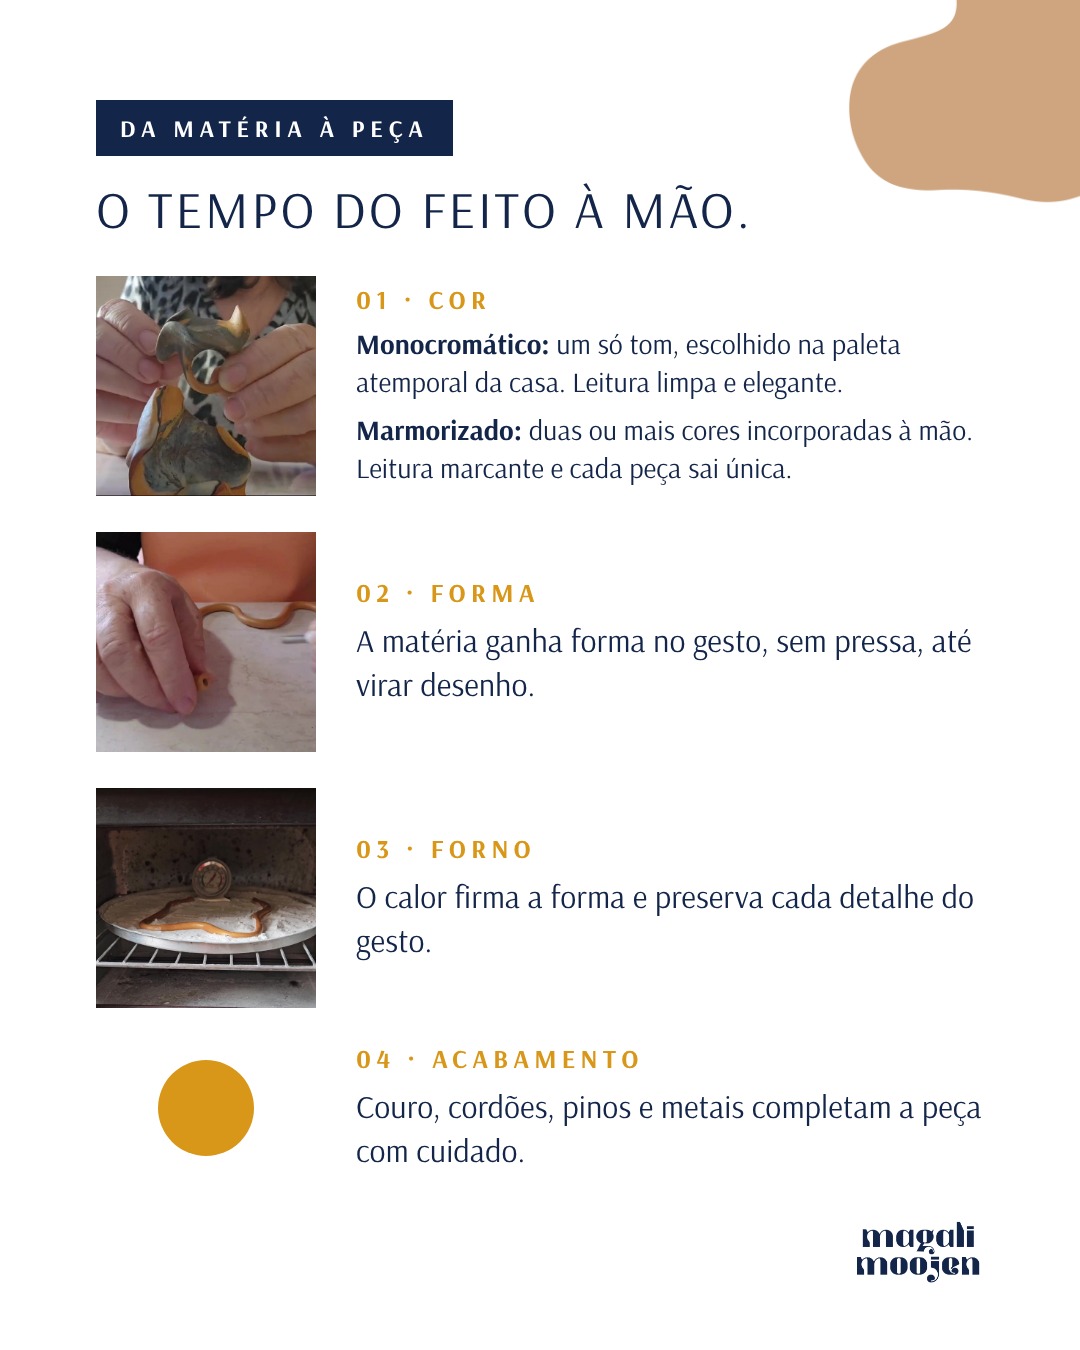 DA MATÉRIA À PEÇA
O TEMPO DO FEITO À MÃO.
01 · COR
Monocromático: um só tom, escolhido na paleta
atemporal da casa. Leitura limpa e elegante.
Marmorizado: duas ou mais cores incorporadas à mão.
Leitura marcante e cada peça sai única.
02 · FORMA
A matéria ganha forma no gesto, sem pressa, até
virar desenho.
03 · FORNO
O calor firma a forma e preserva cada detalhe do
gesto.
04 · ACABAMENTO
Couro, cordões, pinos e metais completam a peça
com cuidado.
magali
moojen